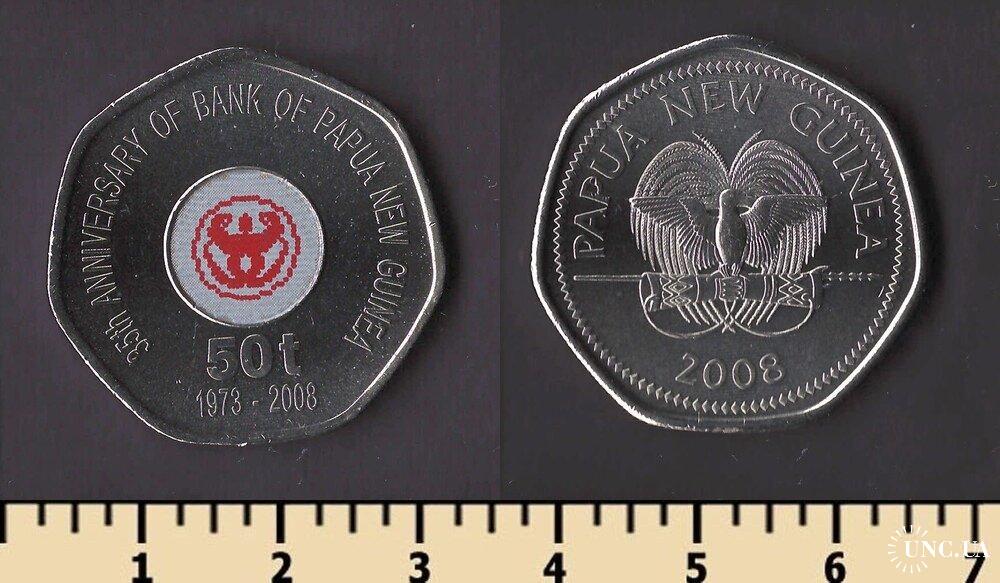 35th ANNIVERSARY OF BANK OF PAPUA NEW GUINEA
50t
1973 - 2008
PAPUA NEW GUINEA
2008
1 2 3 4 5 6 7
UNC.UA